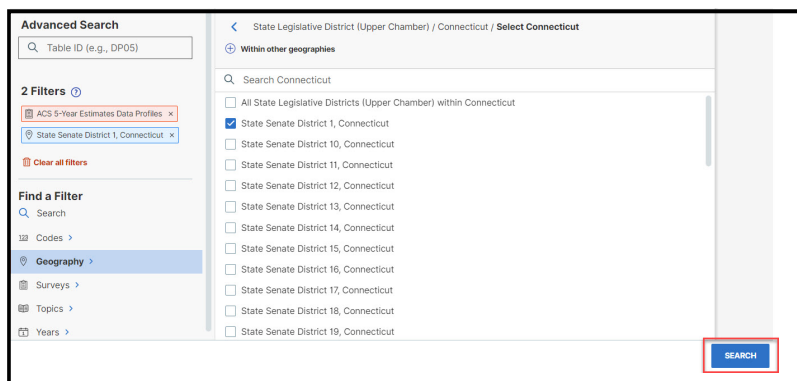 Advanced Search
Table ID (e.g., DP05)
2 Filters ?
ACS 5-Year Estimates Data Profiles ×
State Senate District 1, Connecticut ×
Clear all filters
Find a Filter
Search
123 Codes >
Geography >
Surveys >
Topics >
Years >
< State Legislative District (Upper Chamber) / Connecticut / Select Connecticut
Within other geographies
Search Connecticut
All State Legislative Districts (Upper Chamber) within Connecticut
State Senate District 1, Connecticut
State Senate District 10, Connecticut
State Senate District 11, Connecticut
State Senate District 12, Connecticut
State Senate District 13, Connecticut
State Senate District 14, Connecticut
State Senate District 15, Connecticut
State Senate District 16, Connecticut
State Senate District 17, Connecticut
State Senate District 18, Connecticut
State Senate District 19, Connecticut
SEARCH